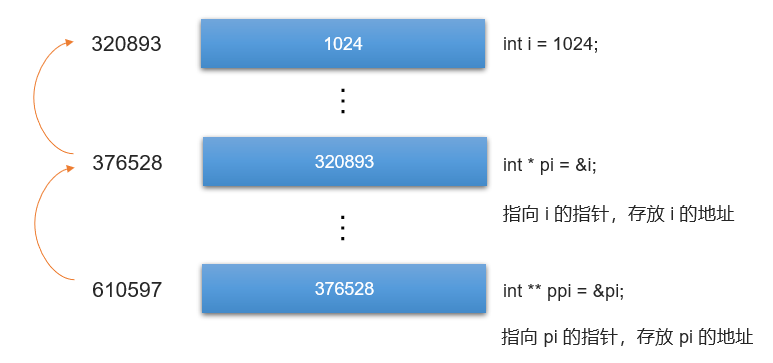 320893 1024 int i = 1024;
⋮
376528 320893 int * pi = &i;
指向 i 的指针，存放 i 的地址
⋮
610597 376528 int ** ppi = &pi;
指向 pi 的指针，存放 pi 的地址